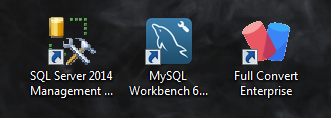 SQL Server 2014
Management ...
MySQL
Workbench 6...
Full Convert
Enterprise